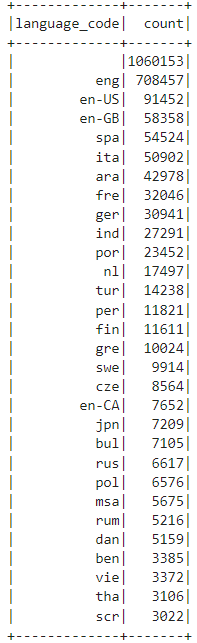 +-------------+-------+
|language_code|  count|
+-------------+-------+
|             |1060153|
|          eng| 708457|
|        en-US|  91452|
|        en-GB|  58358|
|          spa|  54524|
|          ita|  50902|
|          ara|  42978|
|          fre|  32046|
|          ger|  30941|
|          ind|  27291|
|          por|  23452|
|           nl|  17497|
|          tur|  14238|
|          per|  11821|
|          fin|  11611|
|          gre|  10024|
|          swe|   9914|
|          cze|   8564|
|        en-CA|   7652|
|          jpn|   7209|
|          bul|   7105|
|          rus|   6617|
|          pol|   6576|
|          msa|   5675|
|          rum|   5216|
|          dan|   5159|
|          ben|   3385|
|          vie|   3372|
|          tha|   3106|
|          scr|   3022|
+-------------+-------+